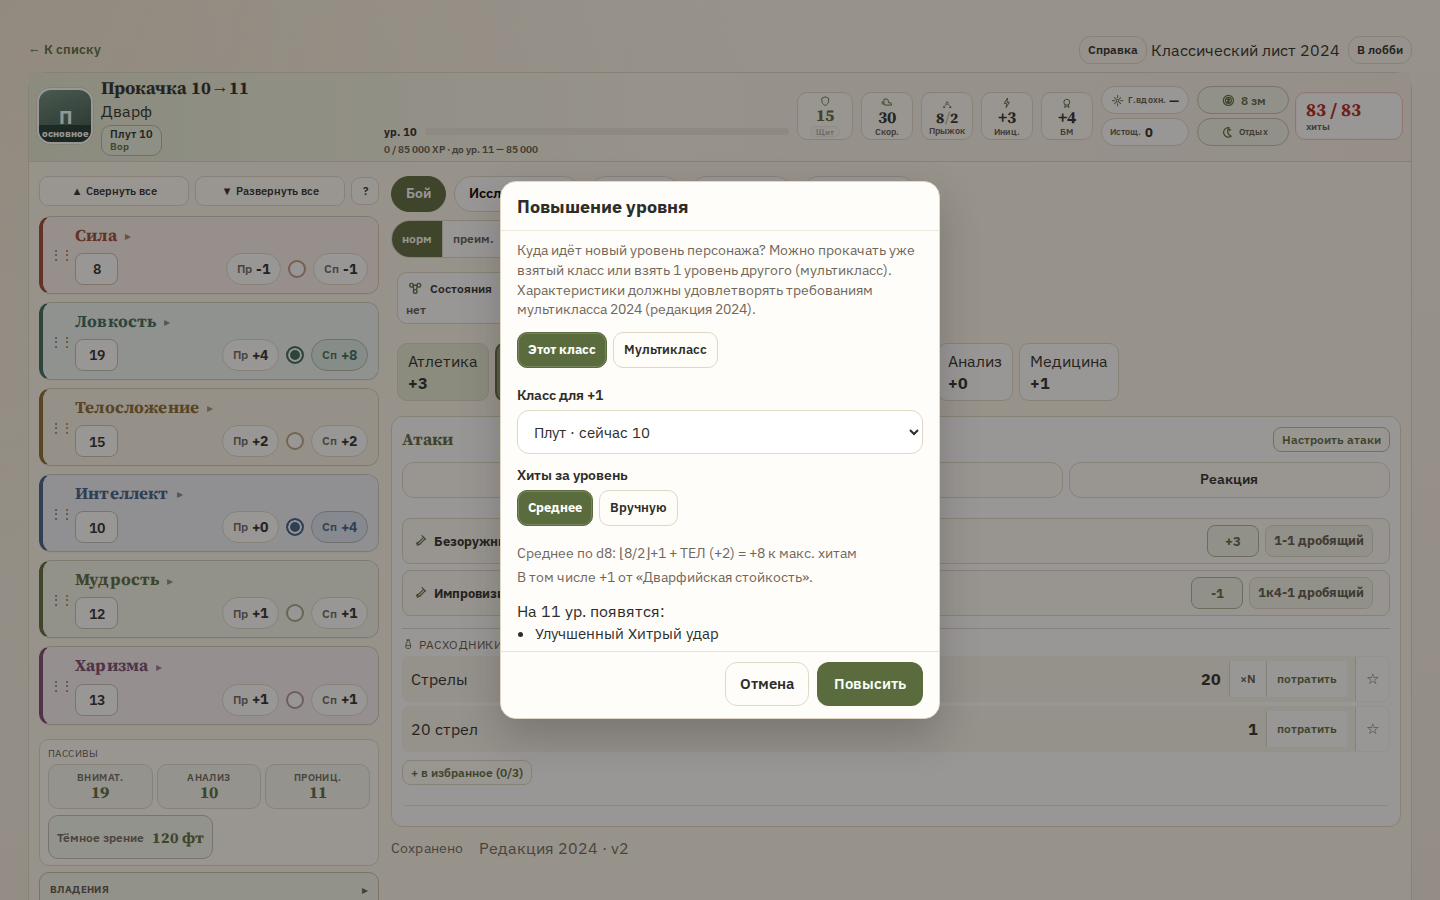 ← К списку
Справка
Классический лист 2024
В лобби
П
основное
Прокачка 10→11
Дварф
Плут 10
Вор
ур. 10
0 / 85 000 XP · до ур. 11 — 85 000
15
Щит
30
Скор.
8/2
Прыжок
+3
Иниц.
+4
БМ
Г.вдохн. —
Истощ. 0
8 зм
Отдых
83 / 83
хиты
▲ Свернуть все
▼ Развернуть все
?
Сила ▸
8
Пр -1
Сп -1
Ловкость ▸
19
Пр +4
Сп +8
Телосложение ▸
15
Пр +2
Сп +2
Интеллект ▸
10
Пр +0
Сп +4
Мудрость ▸
12
Пр +1
Сп +1
Харизма ▸
13
Пр +1
Сп +1
ПАССИВЫ
ВНИМАТ.
19
АНАЛИЗ
10
ПРОНИЦ.
11
Тёмное зрение 120 фт
ВЛАДЕНИЯ ▸
Бой
Иссл
норм
преим.
Состояния
нет
Атлетика
+3
Анализ
+0
Медицина
+1
Атаки
Настроить атаки
Реакция
Безоружн
+3
1-1 дробящий
Импровиз
-1
1к4-1 дробящий
РАСХОДНИКИ
Стрелы
20
×N
потратить
☆
20 стрел
1
потратить
☆
+ в избранное (0/3)
Сохранено
Редакция 2024 · v2
Повышение уровня
Куда идёт новый уровень персонажа? Можно прокачать уже
взятый класс или взять 1 уровень другого (мультикласс).
Характеристики должны удовлетворять требованиям
мультикласса 2024 (редакция 2024).
Этот класс
Мультикласс
Класс для +1
Плут · сейчас 10
Хиты за уровень
Среднее
Вручную
Среднее по d8: ⌊8/2⌋+1 + ТЕЛ (+2) = +8 к макс. хитам
В том числе +1 от «Дварфийская стойкость».
На 11 ур. появятся:
• Улучшенный Хитрый удар
Отмена
Повысить